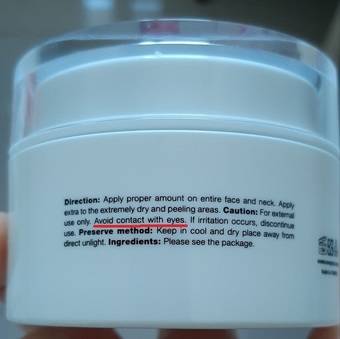 Direction: Apply proper amount on entire face and neck. Apply
extra to the extremely dry and peeling areas. Caution: For external
use only. Avoid contact with eyes. If irritation occurs, discontinue
use. Preserve method: Keep in cool and dry place away from
direct unlight. Ingredients: Please see the package.